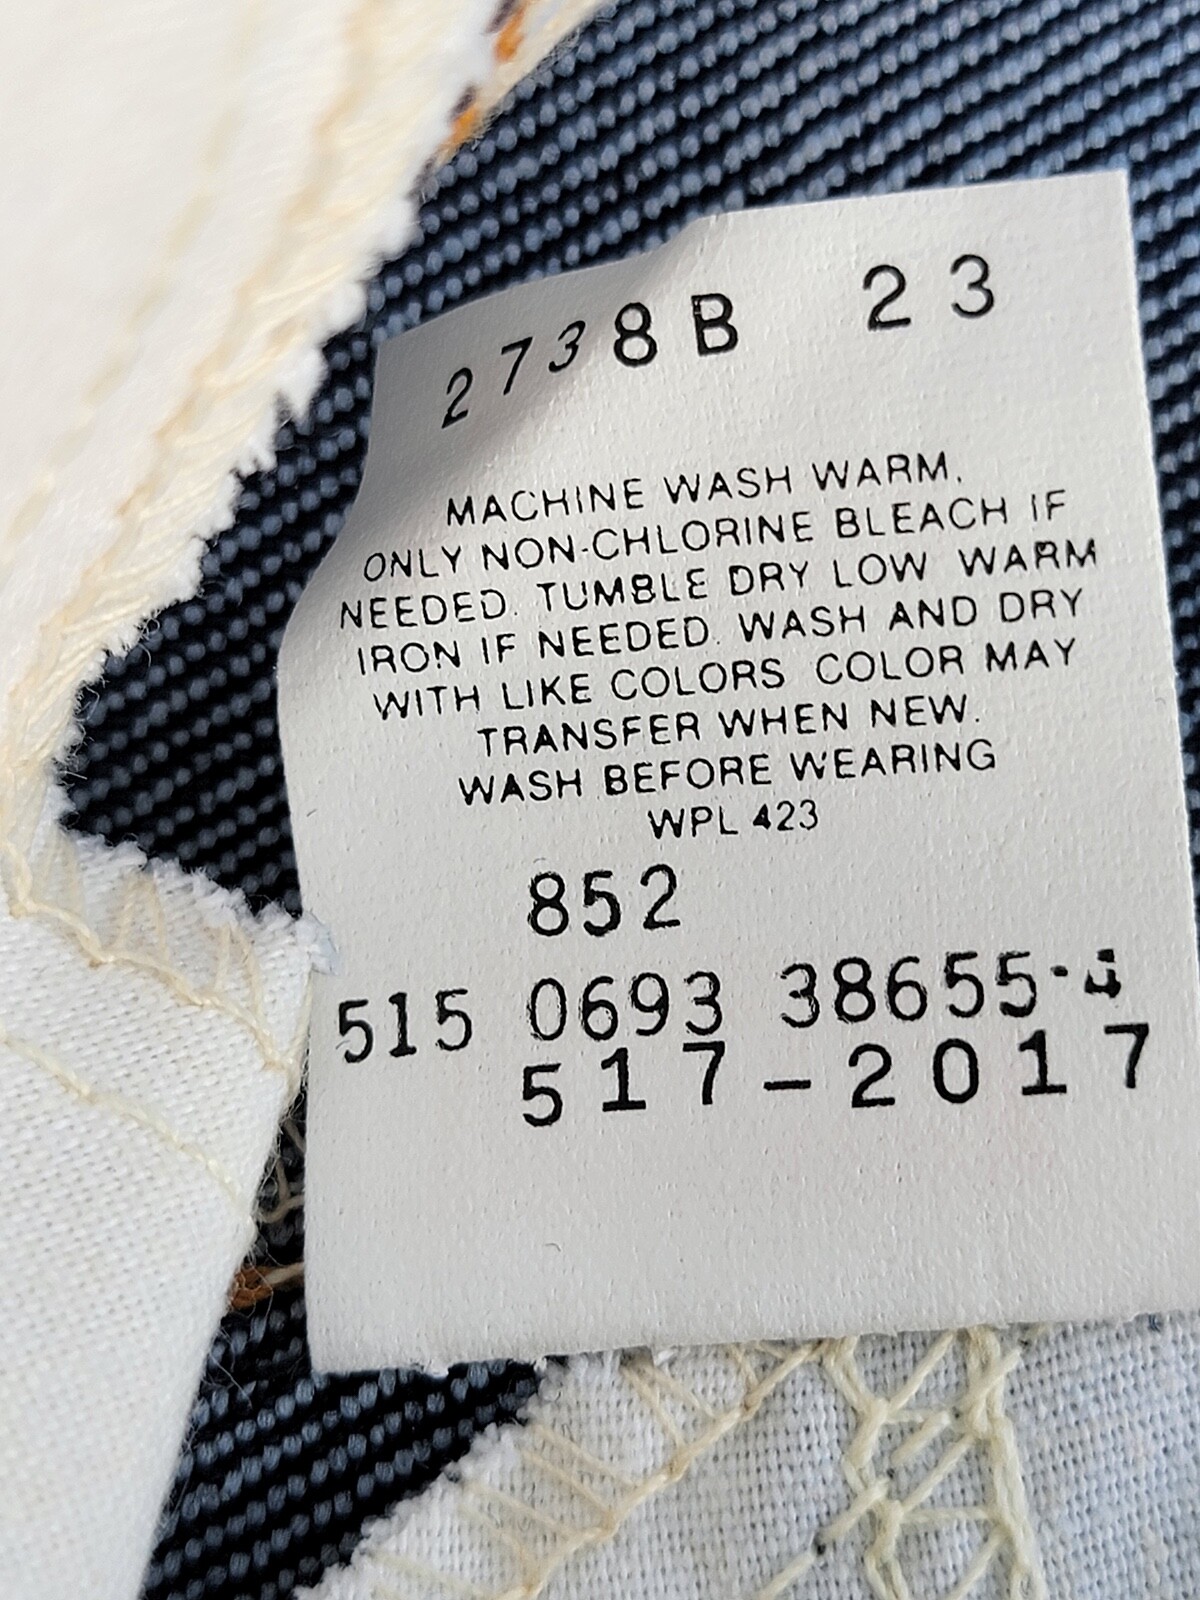 2738B 23
MACHINE WASH WARM.
ONLY NON-CHLORINE BLEACH IF
NEEDED. TUMBLE DRY LOW WARM
IRON IF NEEDED. WASH AND DRY
WITH LIKE COLORS COLOR MAY
TRANSFER WHEN NEW.
WASH BEFORE WEARING
WPL 423
852
515 0693 38655-4
517-2017